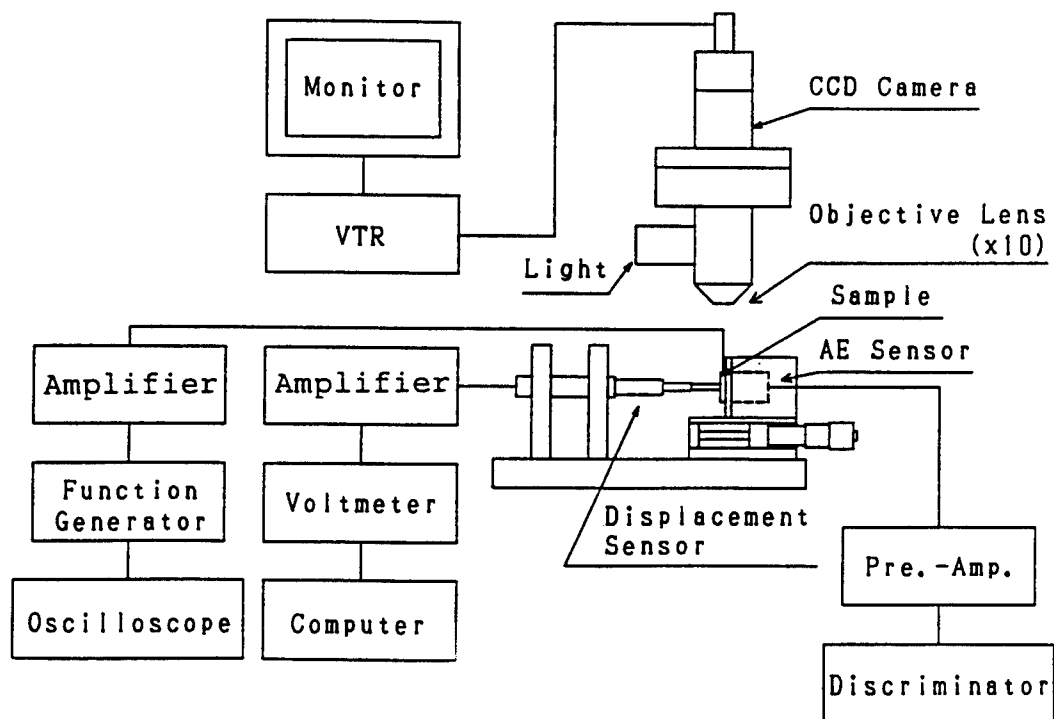 Monitor
CCD Camera
VTR
Objective Lens
(x10)
Light
Sample
AE Sensor
Amplifier
Amplifier
Function
Generator
Voltmeter
Displacement
Sensor
Pre.-Amp.
Oscilloscope
Computer
Discriminator